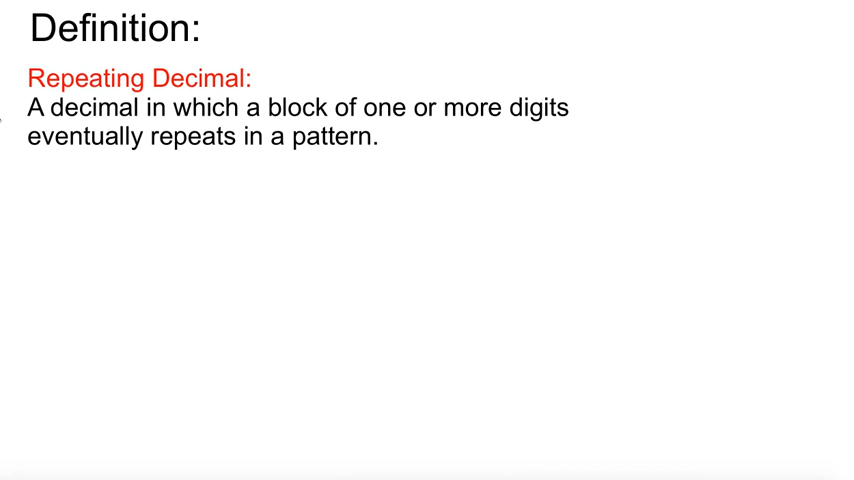 Definition:
Repeating Decimal:
A decimal in which a block of one or more digits
eventually repeats in a pattern.